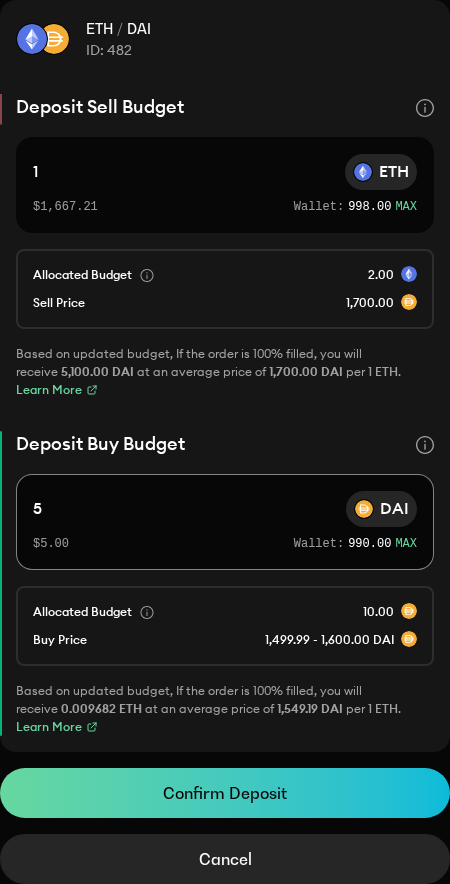 ETH / DAI
ID: 482
Deposit Sell Budget
1 ETH
$1,667.21 Wallet: 998.00 MAX
Allocated Budget 2.00
Sell Price 1,700.00
Based on updated budget, If the order is 100% filled, you will
receive 5,100.00 DAI at an average price of 1,700.00 DAI per 1 ETH.
Learn More
Deposit Buy Budget
5 DAI
$5.00 Wallet: 990.00 MAX
Allocated Budget 10.00
Buy Price 1,499.99 - 1,600.00 DAI
Based on updated budget, If the order is 100% filled, you will
receive 0.009682 ETH at an average price of 1,549.19 DAI per 1 ETH.
Learn More
Confirm Deposit
Cancel